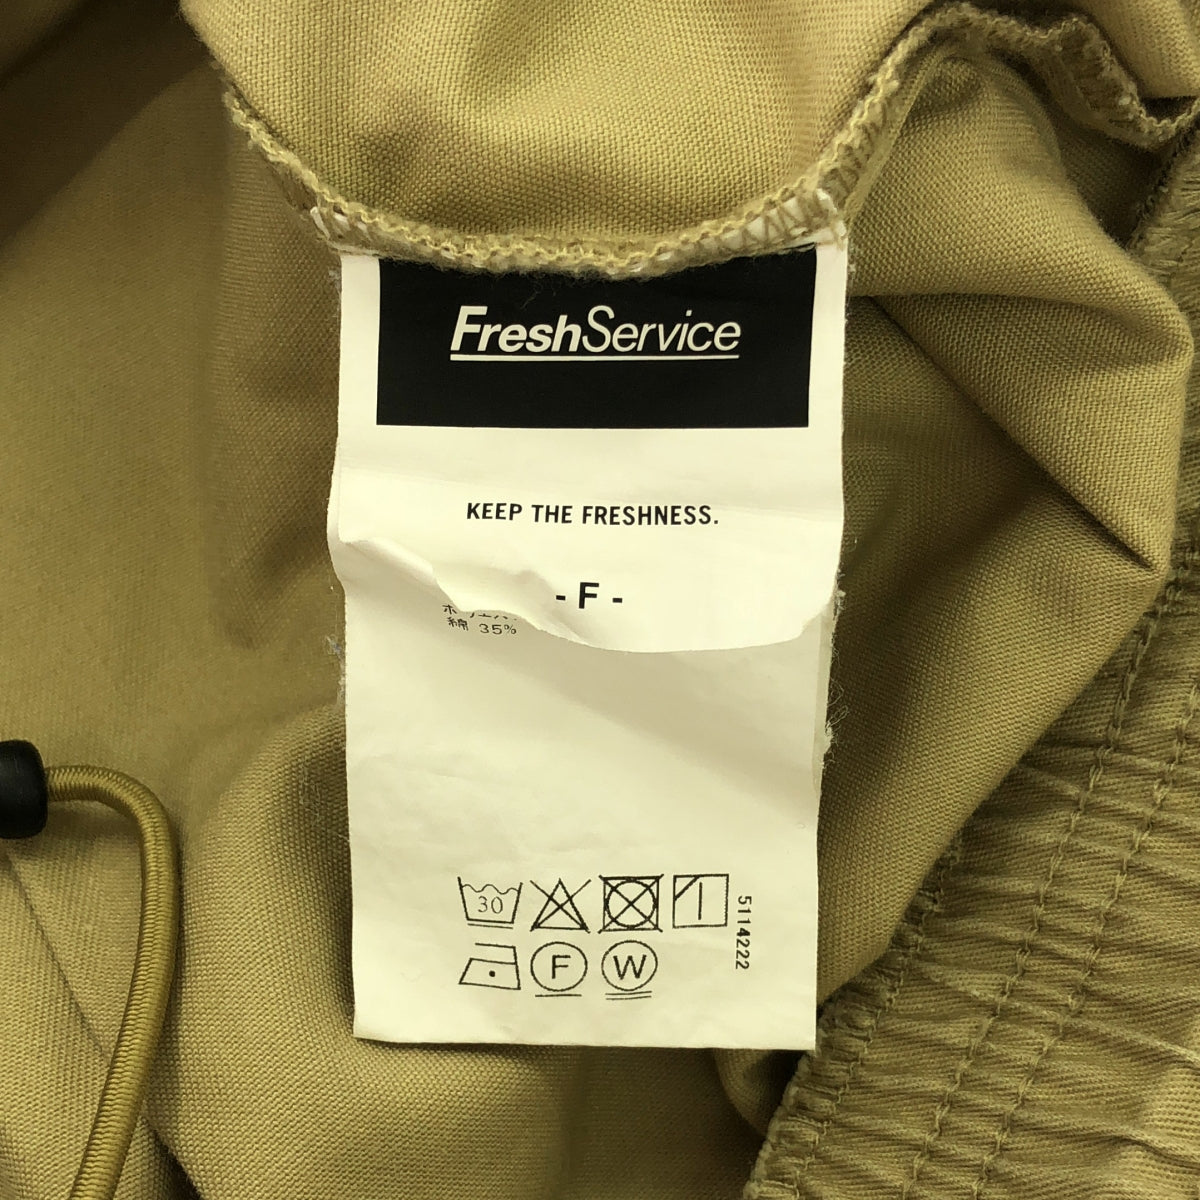 FreshService
KEEP THE FRESHNESS.
- F -
綿 35%
30
5114222
F
W